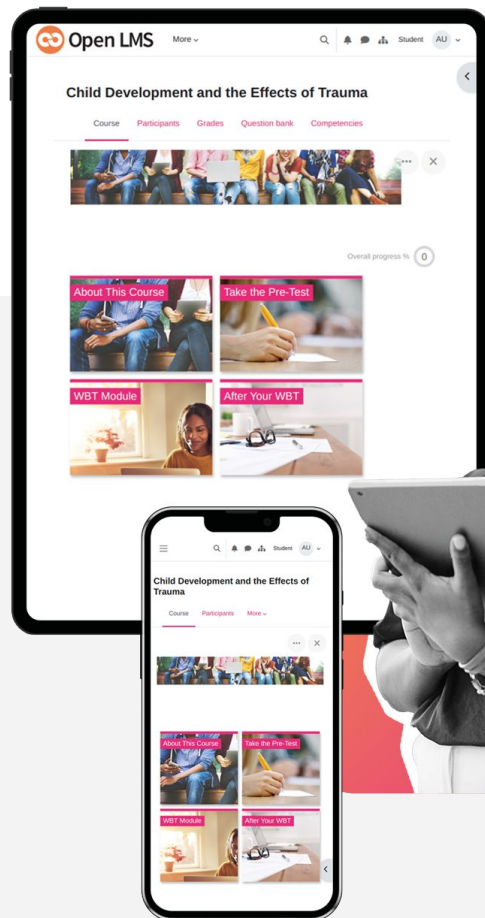 Open LMS
More
Student
AU
Child Development and the Effects of Trauma
Course
Participants
Grades
Question bank
Competencies
Overall progress %
0
About This Course
Take the Pre-Test
WBT Module
After Your WBT
Student
AU
Child Development and the Effects of
Trauma
Course
Participants
More
About This Course
Take the Pre-Test
WBT Module
After Your WBT